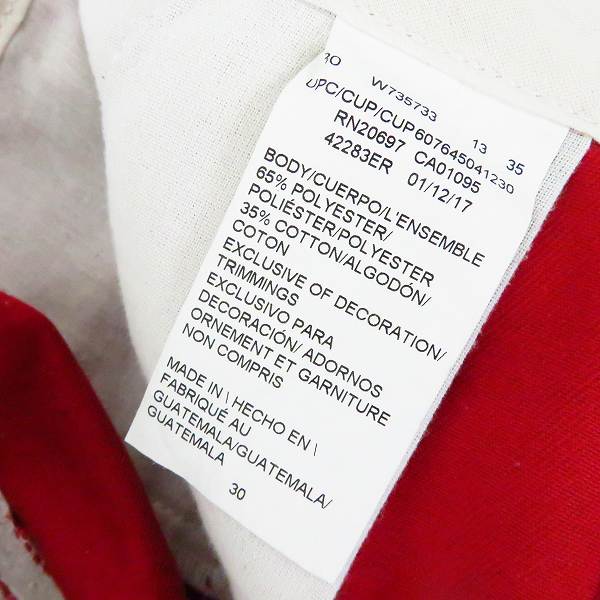 30 W735733 13 35
UPC/CUP/CUP607645041230
RN20697 CA01095
42283ER 01/12/17
BODY/CUERPO/L'ENSEMBLE
65% POLYESTER/
POLIÉSTER/POLYESTER
35% COTTON/ALGODÓN/
COTON
EXCLUSIVE OF DECORATION/
TRIMMINGS
EXCLUSIVO PARA
DECORACIÓN/ ADORNOS
ORNEMENT ET GARNITURE
NON COMPRIS
MADE IN \ HECHO EN \
FABRIQUÉ AU
GUATEMALA/GUATEMALA/
GUATEMALA
30